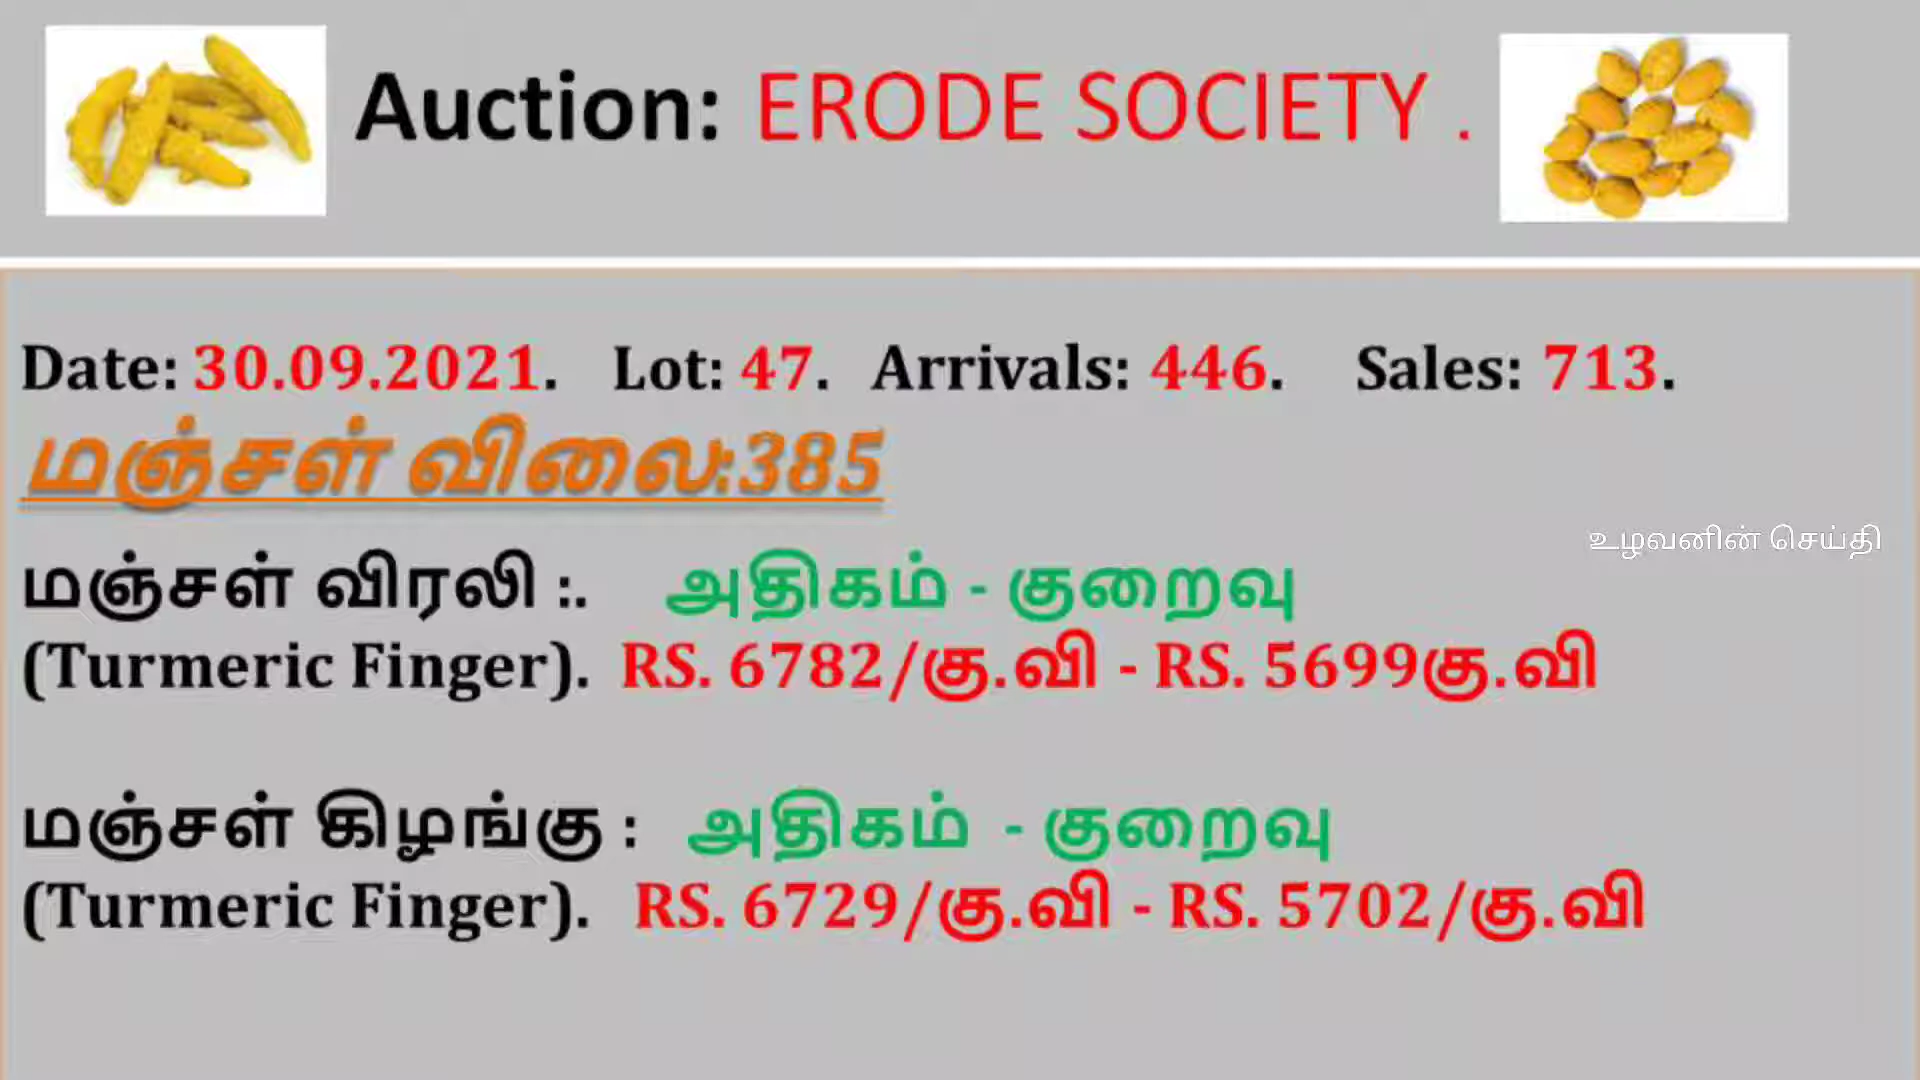 Auction: ERODE SOCIETY .
Date: 30.09.2021. Lot: 47. Arrivals: 446. Sales: 713.
மஞ்சள் விலை:385
உழவனின் செய்தி
மஞ்சள் விரலி :. அதிகம் - குறைவு
(Turmeric Finger). RS. 6782/கு.வி - RS. 5699கு.வி
மஞ்சள் கிழங்கு : அதிகம் - குறைவு
(Turmeric Finger). RS. 6729/கு.வி - RS. 5702/கு.வி